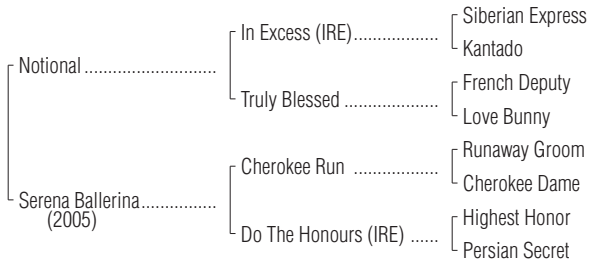 Siberian Express
In Excess (IRE)..................
Kantado
Notional ............................
French Deputy
Truly Blessed ....................
Love Bunny
Runaway Groom
Cherokee Run ..................
Cherokee Dame
Serena Ballerina................
(2005)
Highest Honor
Do The Honours (IRE) ......
Persian Secret